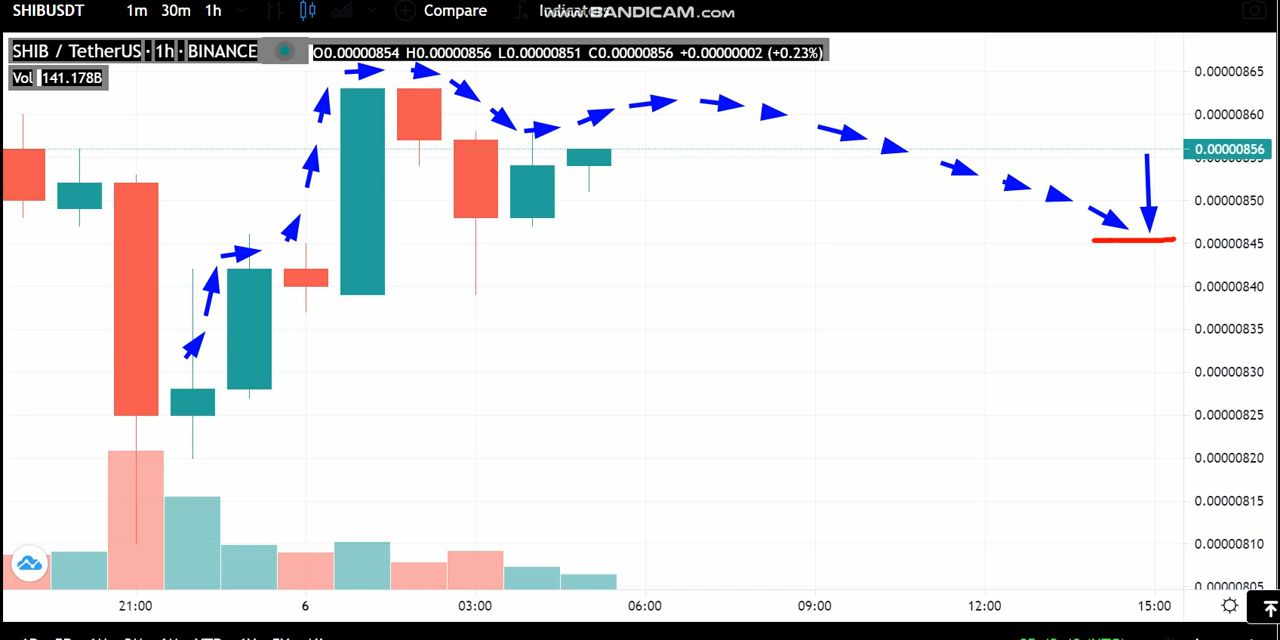 SHIBUSDT 1m 30m 1h Compare
www.BANDICAM.com
SHIB / TetherUS · 1h · BINANCE O0.00000854 H0.00000856 L0.00000851 C0.00000856 +0.00000002 (+0.23%)
Vol 141.178B
0.00000865
0.00000860
0.00000856
0.00000850
0.00000845
0.00000840
0.00000835
0.00000830
0.00000825
0.00000820
0.00000815
0.00000810
0.00000805
21:00 6 03:00 06:00 09:00 12:00 15:00